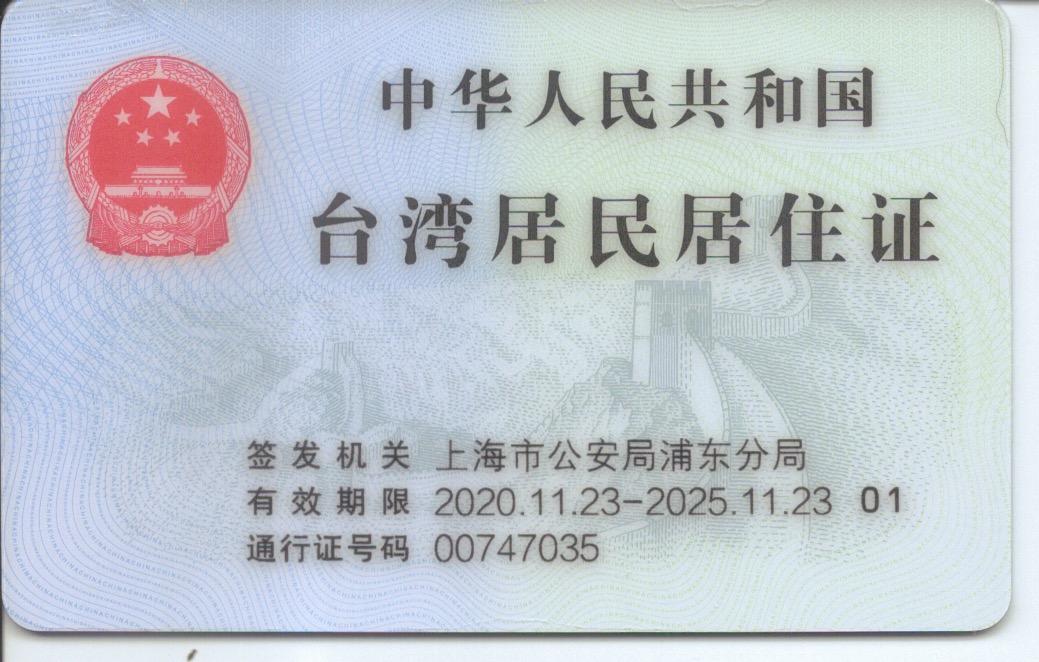 中华人民共和国
台湾居民居住证
签发机关 上海市公安局浦东分局
有效期限 2020.11.23-2025.11.23 01
通行证号码 00747035